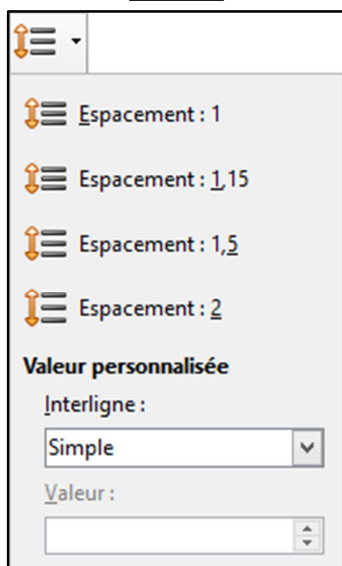 Espacement : 1
Espacement : 1,15
Espacement : 1,5
Espacement : 2
Valeur personnalisée
Interligne :
Simple
Valeur :